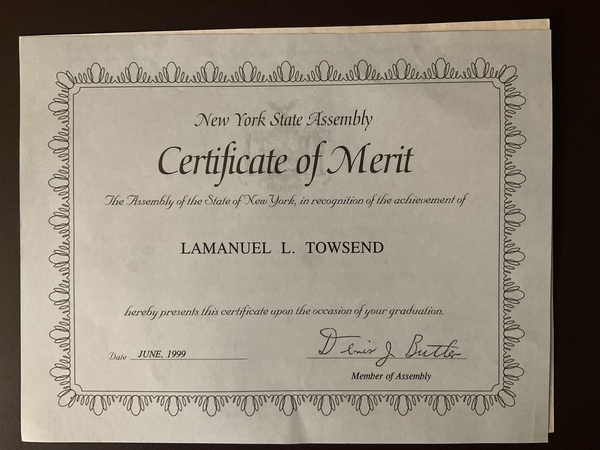 New York State Assembly
Certificate of Merit
The Assembly of the State of New York, in recognition of the achievement of
LAMANUEL L. TOWSEND
hereby presents this certificate upon the occasion of your graduation.
Date JUNE, 1999
Denis J Butler
Member of Assembly